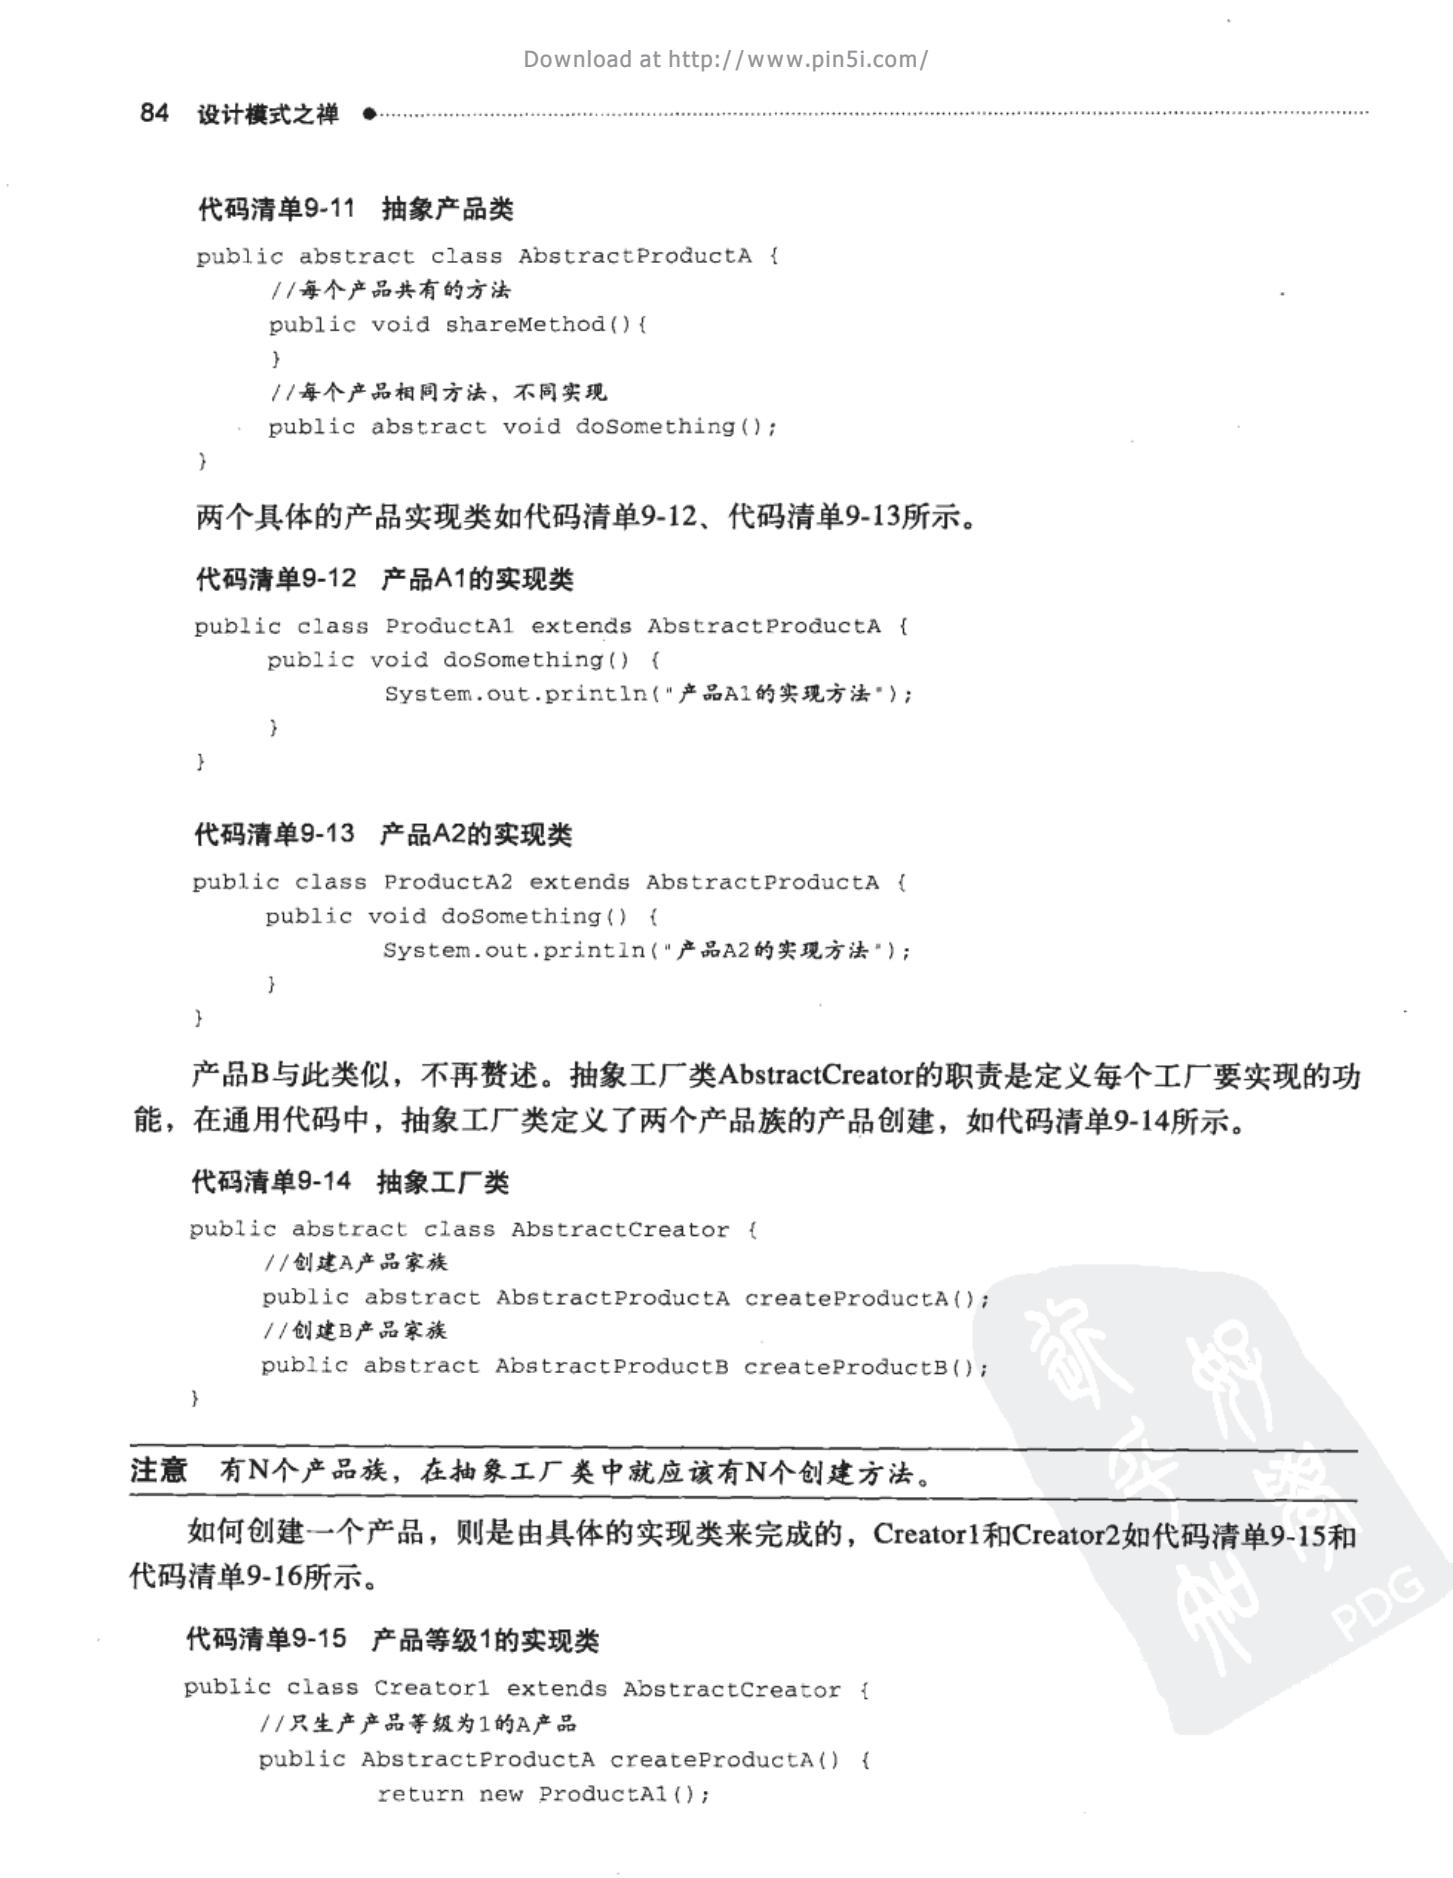 Download at http://www.pin5i.com/
84 设计模式之禅
代码清单9-11 抽象产品类
public abstract class AbstractProductA {
//每个产品共有的方法
public void shareMethod(){
}
//每个产品相同方法、不同实现
public abstract void doSomething();
}
两个具体的产品实现类如代码清单9-12、代码清单9-13所示。
代码清单9-12 产品A1的实现类
public class ProductA1 extends AbstractProductA {
public void doSomething() {
System.out.println("产品A1的实现方法");
}
}
代码清单9-13 产品A2的实现类
public class ProductA2 extends AbstractProductA {
public void doSomething() {
System.out.println("产品A2的实现方法");
}
}
产品B与此类似，不再赘述。抽象工厂类AbstractCreator的职责是定义每个工厂要实现的功
能，在通用代码中，抽象工厂类定义了两个产品族的产品创建，如代码清单9-14所示。
代码清单9-14 抽象工厂类
public abstract class AbstractCreator {
//创建A产品家族
public abstract AbstractProductA createProductA();
//创建B产品家族
public abstract AbstractProductB createProductB();
}
注意 有N个产品族，在抽象工厂类中就应该有N个创建方法。
如何创建一个产品，则是由具体的实现类来完成的，Creator1和Creator2如代码清单9-15和
代码清单9-16所示。
PDG
代码清单9-15 产品等级1的实现类
public class Creator1 extends AbstractCreator {
//只生产产品等级为1的A产品
public AbstractProductA createProductA() {
return new ProductA1();